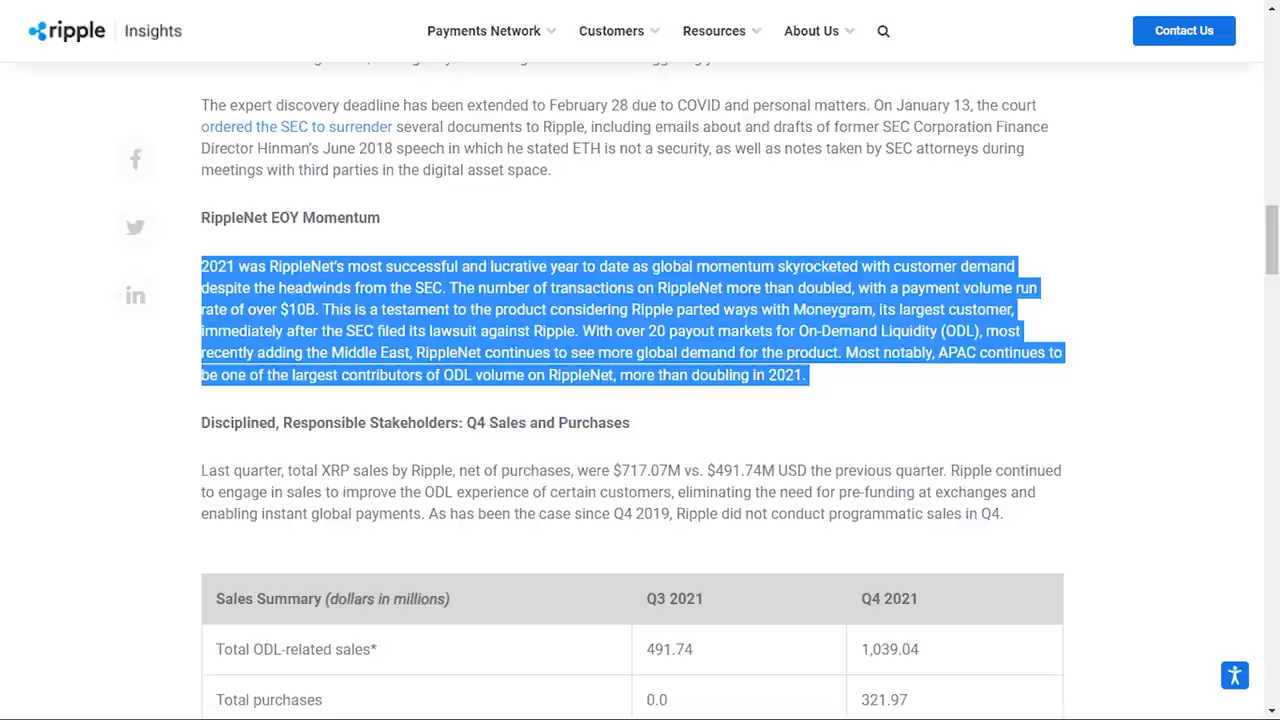 ripple Insights Payments Network Customers Resources About Us Contact Us
The expert discovery deadline has been extended to February 28 due to COVID and personal matters. On January 13, the court
ordered the SEC to surrender several documents to Ripple, including emails about and drafts of former SEC Corporation Finance
Director Hinman's June 2018 speech in which he stated ETH is not a security, as well as notes taken by SEC attorneys during
meetings with third parties in the digital asset space.
RippleNet EOY Momentum
2021 was RippleNet's most successful and lucrative year to date as global momentum skyrocketed with customer demand
despite the headwinds from the SEC. The number of transactions on RippleNet more than doubled, with a payment volume run
rate of over $10B. This is a testament to the product considering Ripple parted ways with Moneygram, its largest customer,
immediately after the SEC filed its lawsuit against Ripple. With over 20 payout markets for On-Demand Liquidity (ODL), most
recently adding the Middle East, RippleNet continues to see more global demand for the product. Most notably, APAC continues to
be one of the largest contributors of ODL volume on RippleNet, more than doubling in 2021.
Disciplined, Responsible Stakeholders: Q4 Sales and Purchases
Last quarter, total XRP sales by Ripple, net of purchases, were $717.07M vs. $491.74M USD the previous quarter. Ripple continued
to engage in sales to improve the ODL experience of certain customers, eliminating the need for pre-funding at exchanges and
enabling instant global payments. As has been the case since Q4 2019, Ripple did not conduct programmatic sales in Q4.
Sales Summary (dollars in millions) Q3 2021 Q4 2021
Total ODL-related sales* 491.74 1,039.04
Total purchases 0.0 321.97